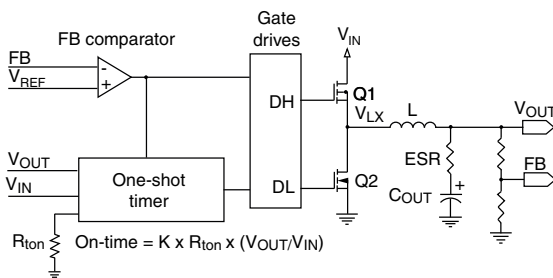 FB comparator
Gate
drives
FB
V_REF
-
+
V_IN
DH
Q1
V_LX
L
V_OUT
V_OUT
V_IN
One-shot
timer
DL
Q2
ESR
C_OUT
+
FB
R_ton
On-time = K x R_ton x (V_OUT/V_IN)